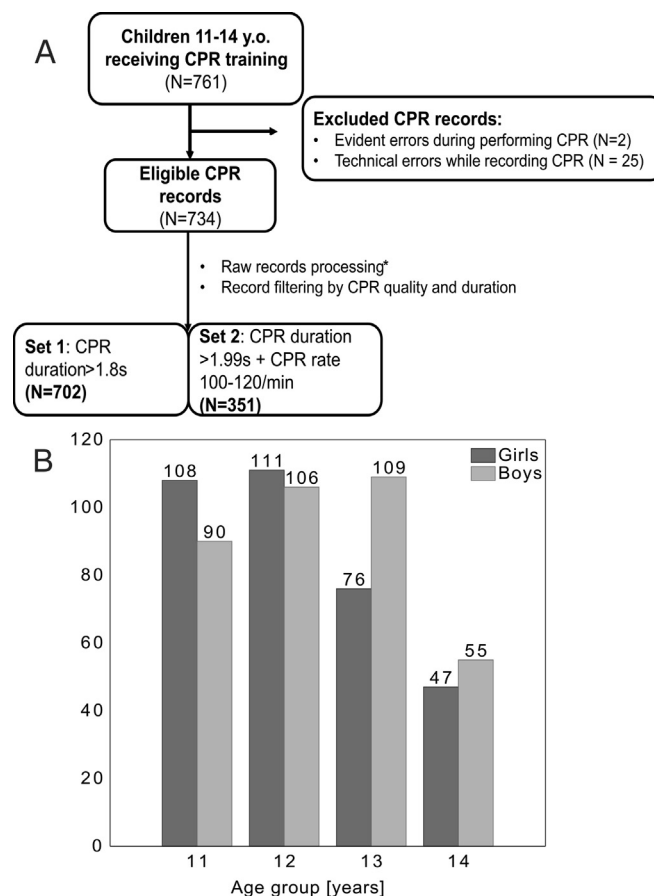 A
Children 11-14 y.o.
receiving CPR training
(N=761)
Excluded CPR records:
• Evident errors during performing CPR (N=2)
• Technical errors while recording CPR (N = 25)
Eligible CPR
records
(N=734)
• Raw records processing*
• Record filtering by CPR quality and duration
Set 1: CPR
duration>1.8s
(N=702)
Set 2: CPR duration
>1.99s + CPR rate
100-120/min
(N=351)
B
120
100
80
60
40
20
0
Girls
Boys
108
90
111
106
76
109
47
55
11
12
13
14
Age group [years]